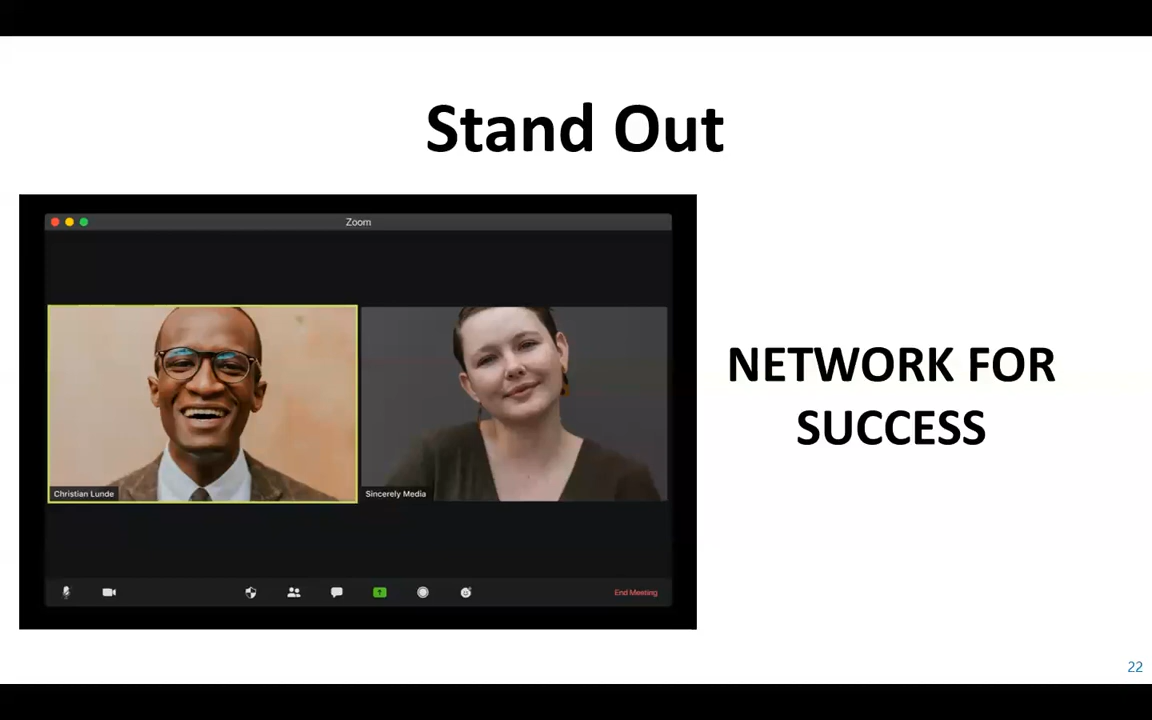 Stand Out
Zoom
Christian Lunde
Sincerely Media
End Meeting
NETWORK FOR
SUCCESS
22